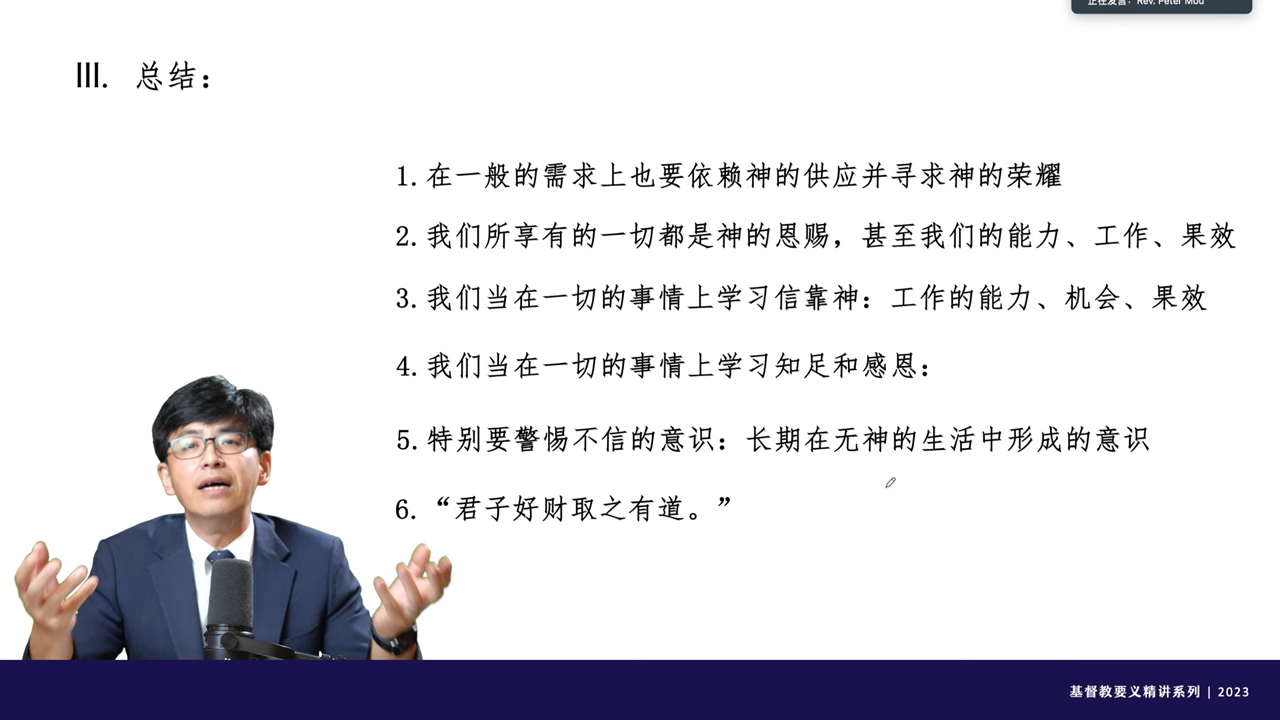 正在发言: Rev. Peter Mou
III. 总结：
1. 在一般的需求上也要依赖神的供应并寻求神的荣耀
2. 我们所享有的一切都是神的恩赐，甚至我们的能力、工作、果效
3. 我们当在一切的事情上学习信靠神：工作的能力、机会、果效
4. 我们当在一切的事情上学习知足和感恩：
5. 特别要警惕不信的意识：长期在无神的生活中形成的意识
6. “君子好财取之有道。”
基督教要义精讲系列 | 2023